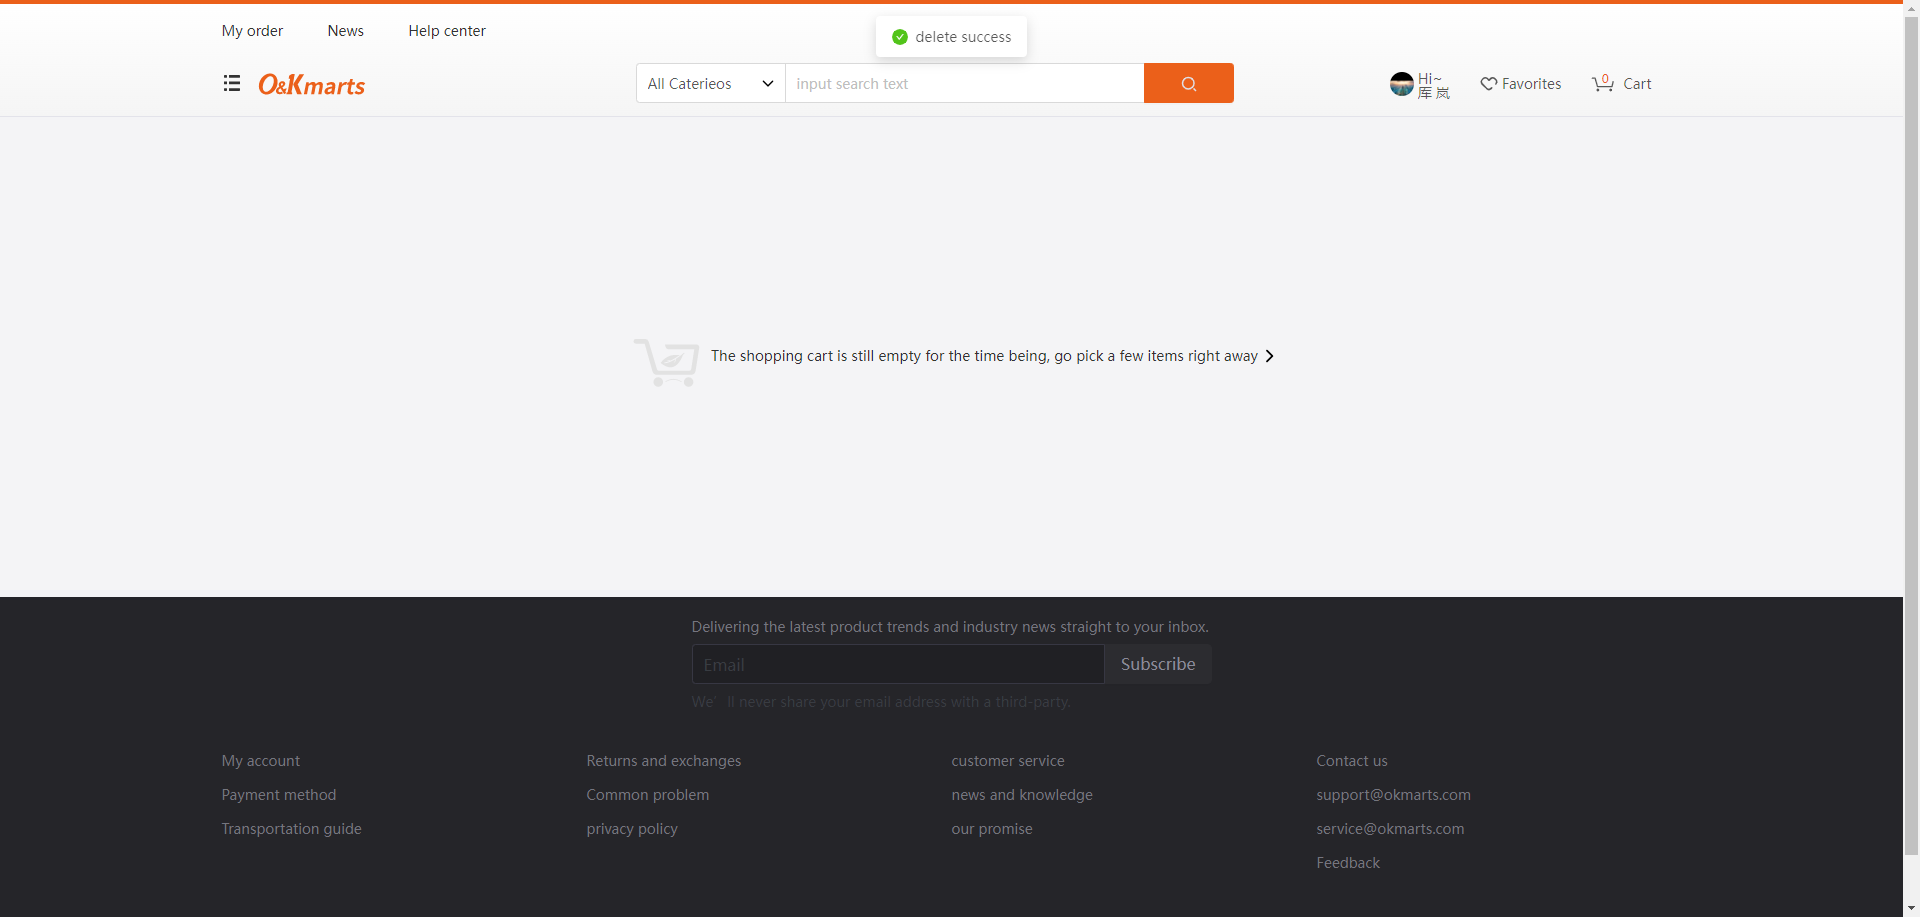 My order News Help center
delete success
O&Kmarts
All Caterieos
input search text
Hi~
库 岚
Favorites
0
Cart
The shopping cart is still empty for the time being, go pick a few items right away
Delivering the latest product trends and industry news straight to your inbox.
Email
Subscribe
We' ll never share your email address with a third-party.
My account
Payment method
Transportation guide
Returns and exchanges
Common problem
privacy policy
customer service
news and knowledge
our promise
Contact us
support@okmarts.com
service@okmarts.com
Feedback